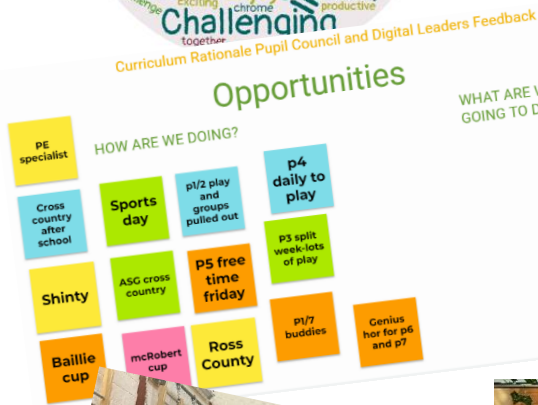 Exciting
chrome
productive
Challenging
together
Curriculum Rationale Pupil Council and Digital Leaders Feedback
Opportunities
HOW ARE WE DOING?
WHAT ARE
GOING TO
PE
specialist
Cross
country
after
school
Sports
day
p1/2 play
and
groups
pulled out
p4
daily to
play
Shinty
ASG cross
country
P5 free
time
friday
P3 split
week-lots
of play
Baillie
cup
mcRobert
cup
Ross
County
P1/7
buddies
Genius
hor for p6
and p7